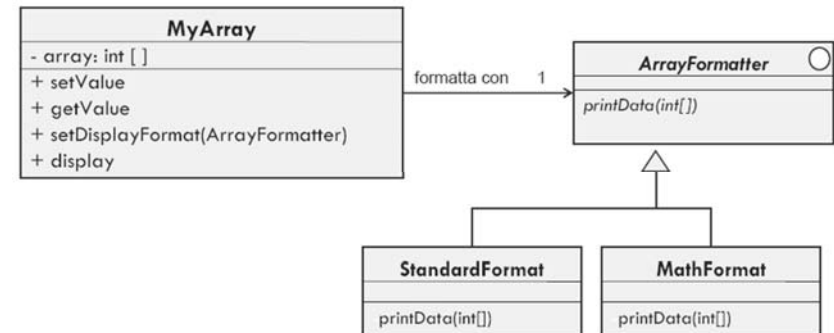 MyArray
- array: int [ ]
+ setValue
+ getValue
+ setDisplayFormat(ArrayFormatter)
+ display
formatta con 1
ArrayFormatter
printData(int[])
StandardFormat
printData(int[])
MathFormat
printData(int[])